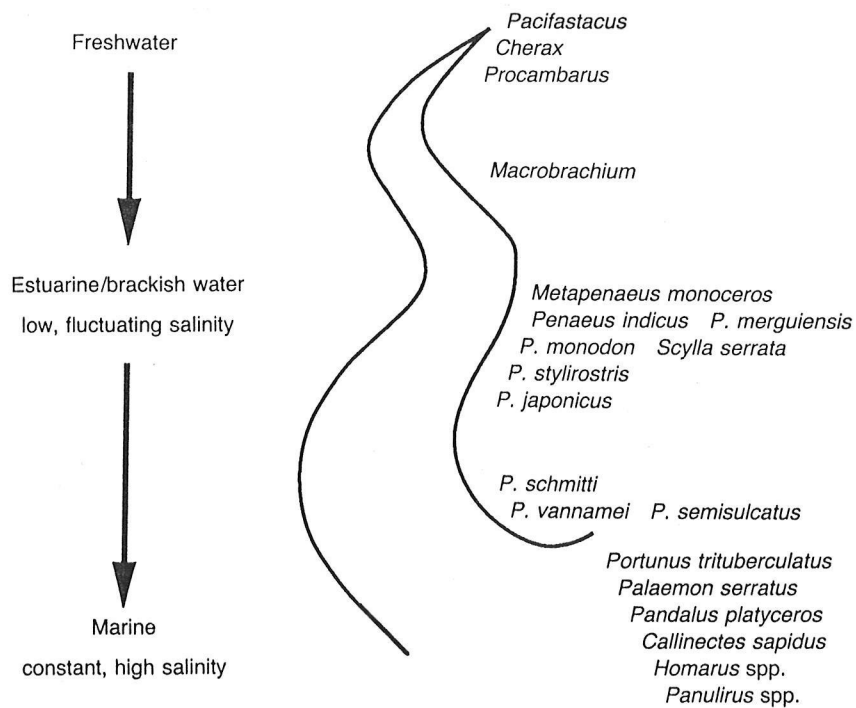 Freshwater
Pacifastacus
Cherax
Procambarus
Macrobrachium
Estuarine/brackish water
low, fluctuating salinity
Metapenaeus monoceros
Penaeus indicus P. merguiensis
P. monodon Scylla serrata
P. stylirostris
P. japonicus
P. schmitti
P. vannamei P. semisulcatus
Marine
constant, high salinity
Portunus trituberculatus
Palaemon serratus
Pandalus platyceros
Callinectes sapidus
Homarus spp.
Panulirus spp.